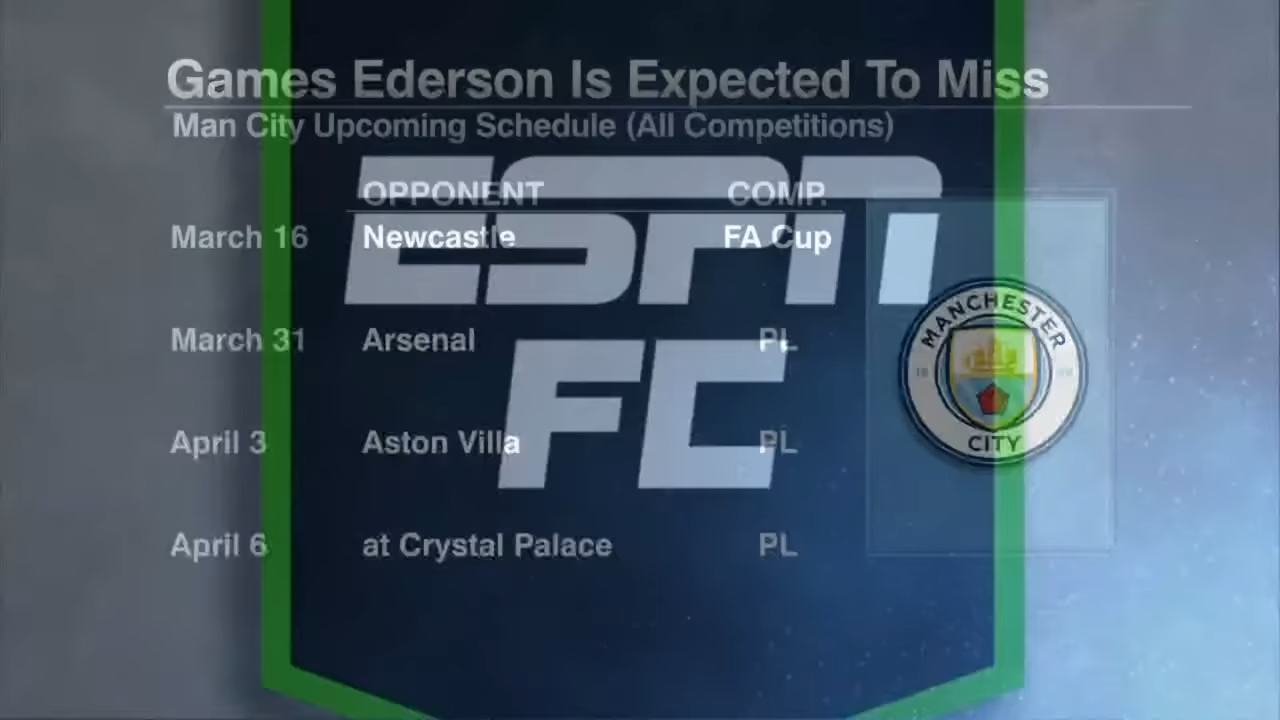 Games Ederson Is Expected To Miss
Man City Upcoming Schedule (All Competitions)
OPPONENT COMP.
March 16 Newcastle FA Cup
March 31 Arsenal PL
April 3 Aston Villa PL
April 6 at Crystal Palace PL
ESPN
FC
MANCHESTER
CITY